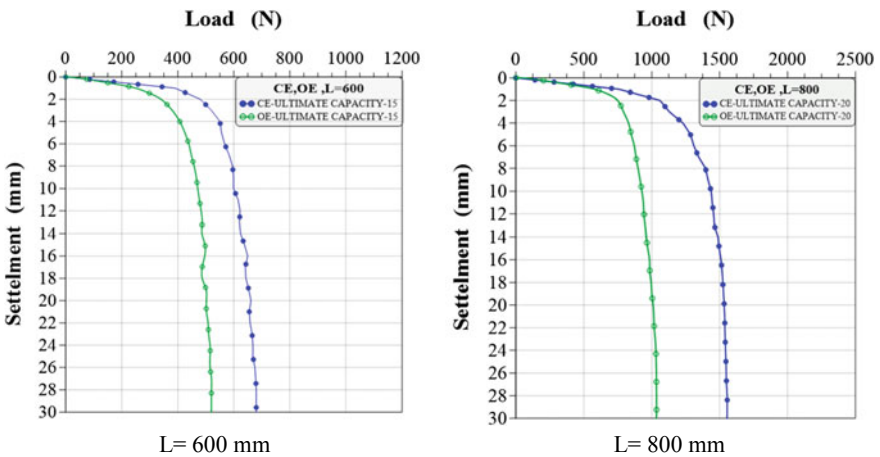 Load (N)
0 200 400 600 800 1000 1200
0
2
4
6
8
10
12
14
16
18
20
22
24
26
28
30
Settelment (mm)
CE,OE ,L=600
CE-ULTIMATE CAPACITY-15
OE-ULTIMATE CAPACITY-15
L= 600 mm
Load (N)
0 500 1000 1500 2000 2500
0
2
4
6
8
10
12
14
16
18
20
22
24
26
28
30
Settelment (mm)
CE,OE ,L=800
CE-ULTIMATE CAPACITY-20
OE-ULTIMATE CAPACITY-20
L= 800 mm